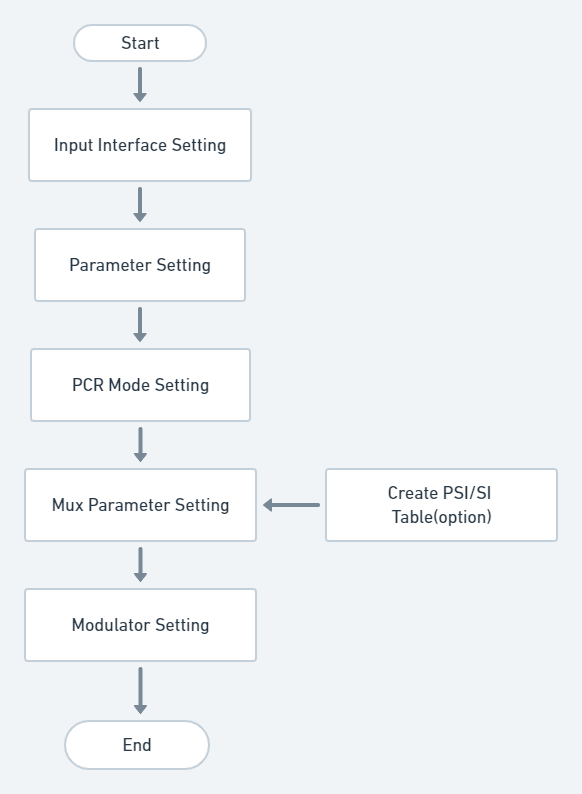 Start
Input Interface Setting
Parameter Setting
PCR Mode Setting
Mux Parameter Setting
Create PSI/SI
Table(option)
Modulator Setting
End